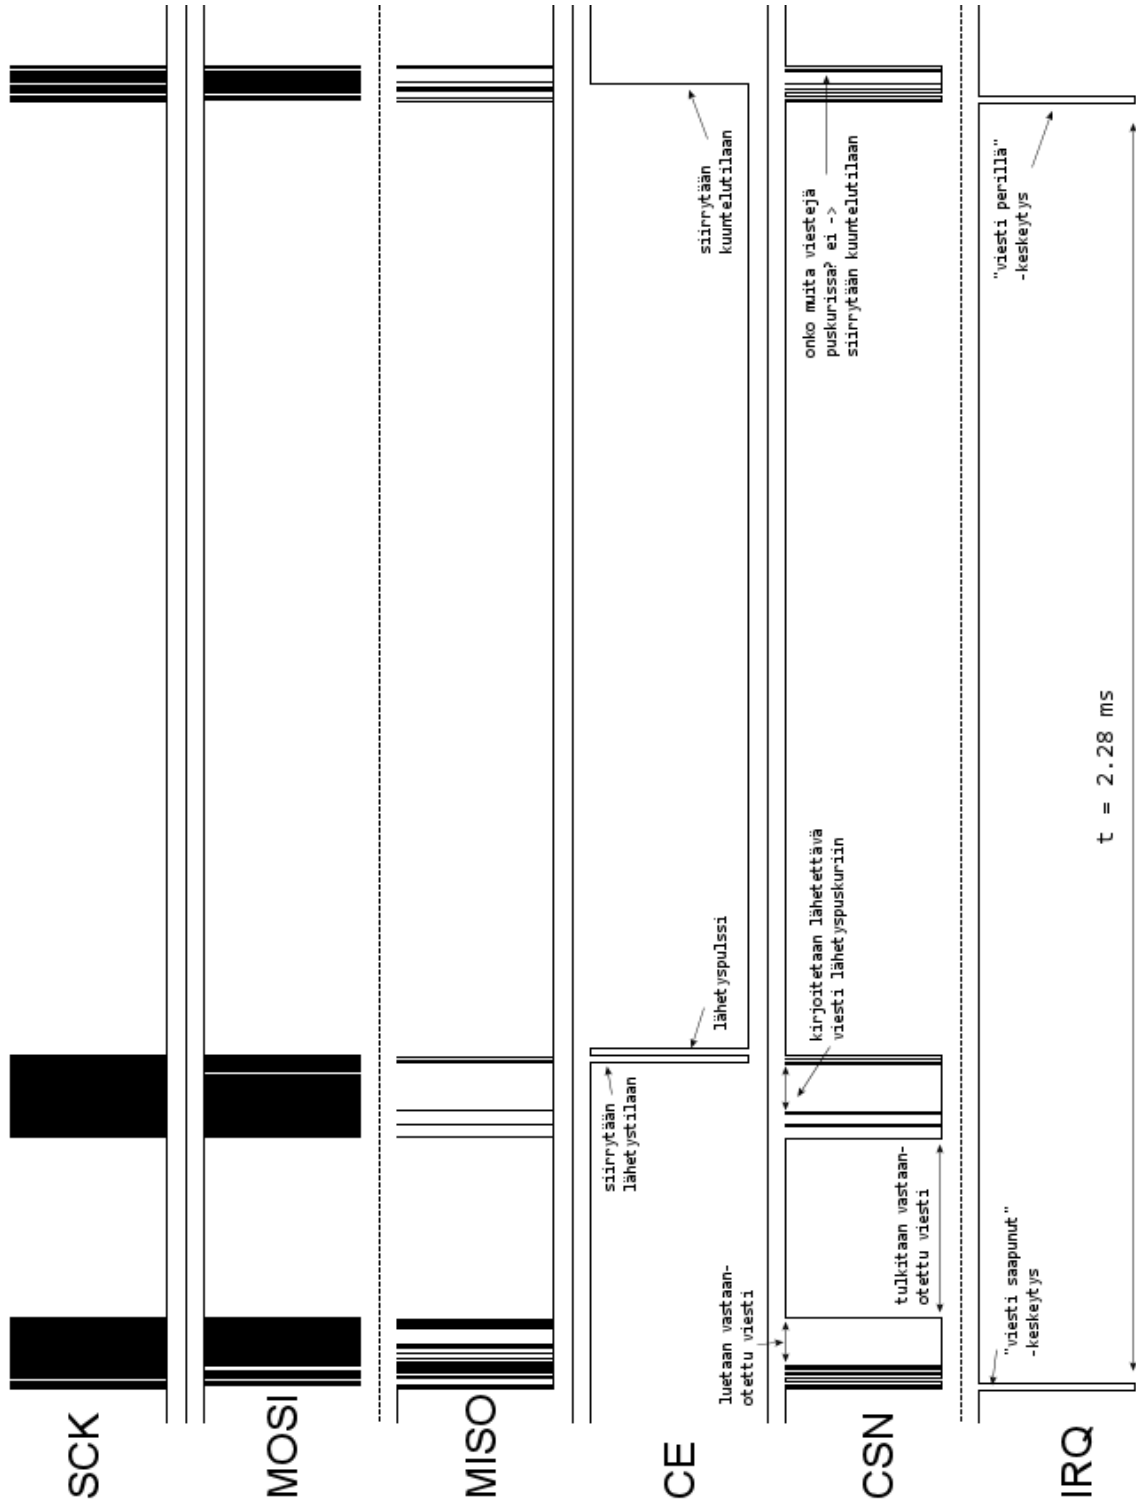 SCK
MOSI
MISO
siirrytään
lähetystilaan
lähetyspulssi
siirrytään
kuuntelutilaan
CE
luetaan vastaan-
otettu viesti
kirjoitetaan lähetettävä
viesti lähetyspuskuriin
onko muita viestejä
puskurissa? ei ->
siirrytään kuuntelutilaan
CSN
tulkitaan vastaan-
otettu viesti
"viesti saapunut"
-keskeytys
"viesti perillä"
-keskeytys
IRQ
t = 2.28 ms